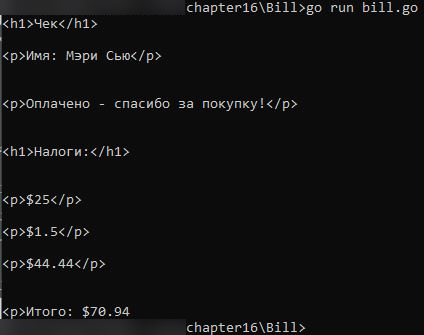 chapter16\Bill>go run bill.go
<h1>Чек</h1>
<p>Имя: Мэри Сью</p>
<p>Оплачено - спасибо за покупку!</p>
<h1>Налоги:</h1>
<p>$25</p>
<p>$1.5</p>
<p>$44.44</p>
<p>Итого: $70.94
chapter16\Bill>